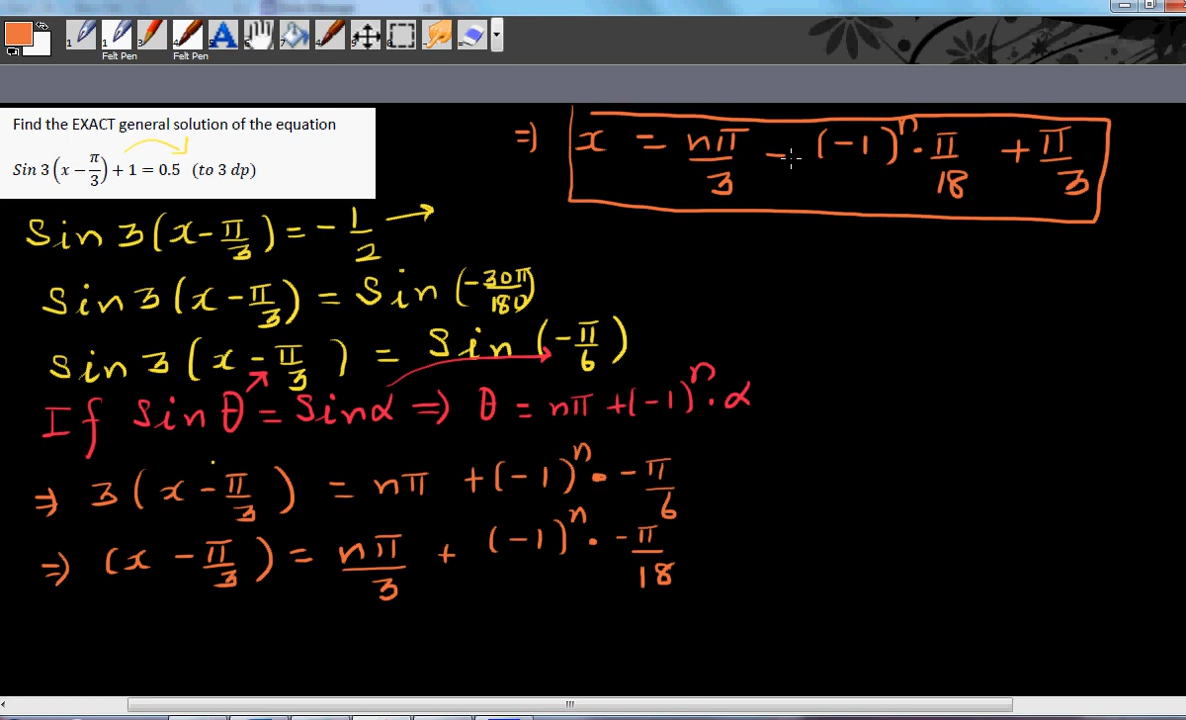 Felt Pen Felt Pen
Find the EXACT general solution of the equation
Sin 3(x − π/3) + 1 = 0.5 (to 3 dp)
⇒ x = nπ/3 − (-1)^n · π/18 + π/3
Sin 3(x − π/3) = − 1/2 →
Sin 3(x − π/3) = Sin (−30π/180)
Sin 3(x − π/3) = Sin (−π/6)
If Sin θ = Sin α ⇒ θ = nπ + (-1)^n · α
⇒ 3(x − π/3) = nπ + (-1)^n · −π/6
⇒ (x − π/3) = nπ/3 + (-1)^n · −π/18